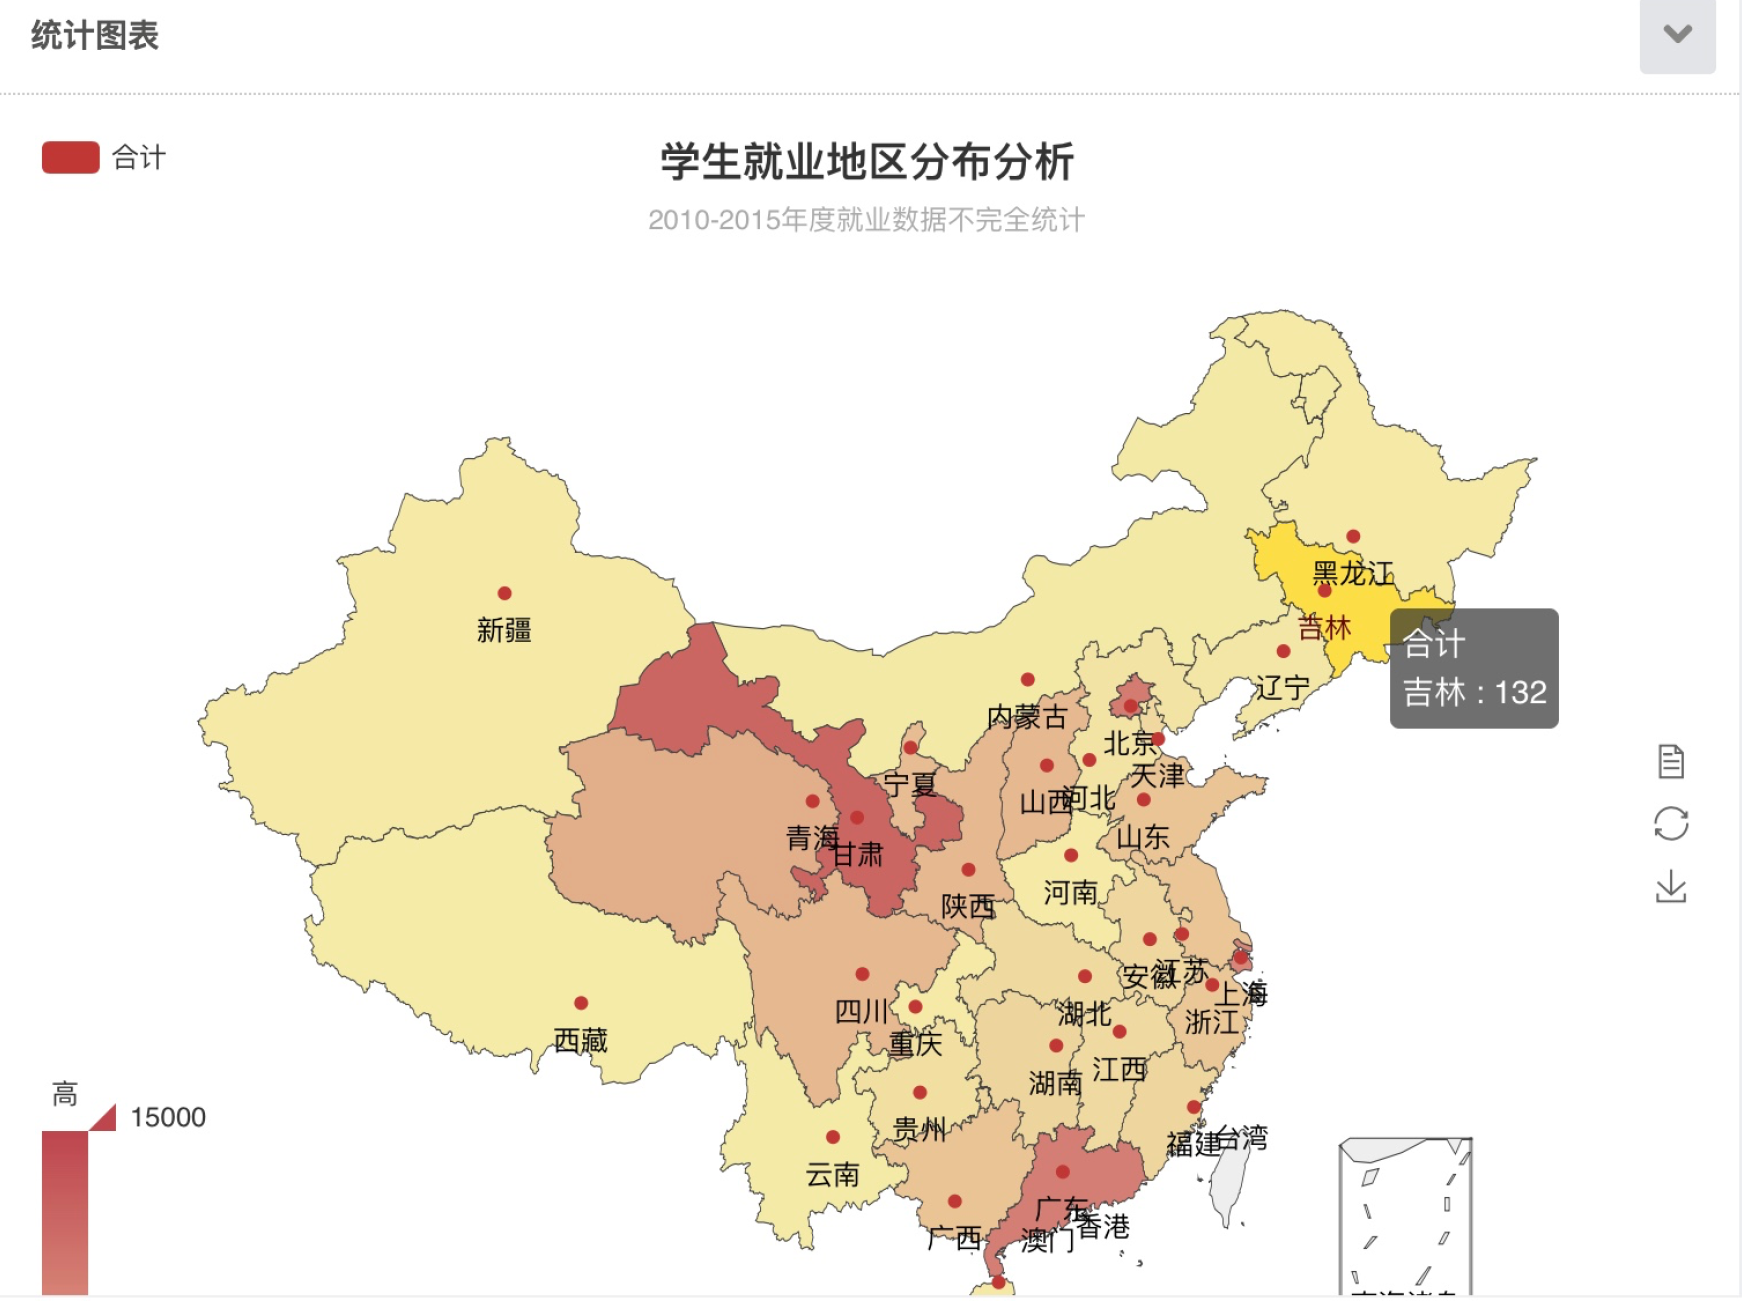 统计图表
合计
学生就业地区分布分析
2010-2015年度就业数据不完全统计
黑龙江
新疆
吉林
合计
吉林 : 132
辽宁
内蒙古
北京
天津
宁夏
山西
河北
青海
山东
甘肃
河南
陕西
安徽
江苏
四川
上海
湖北
浙江
西藏
重庆
江西
湖南
高
15000
贵州
福建
台湾
云南
广东
香港
广西
澳门